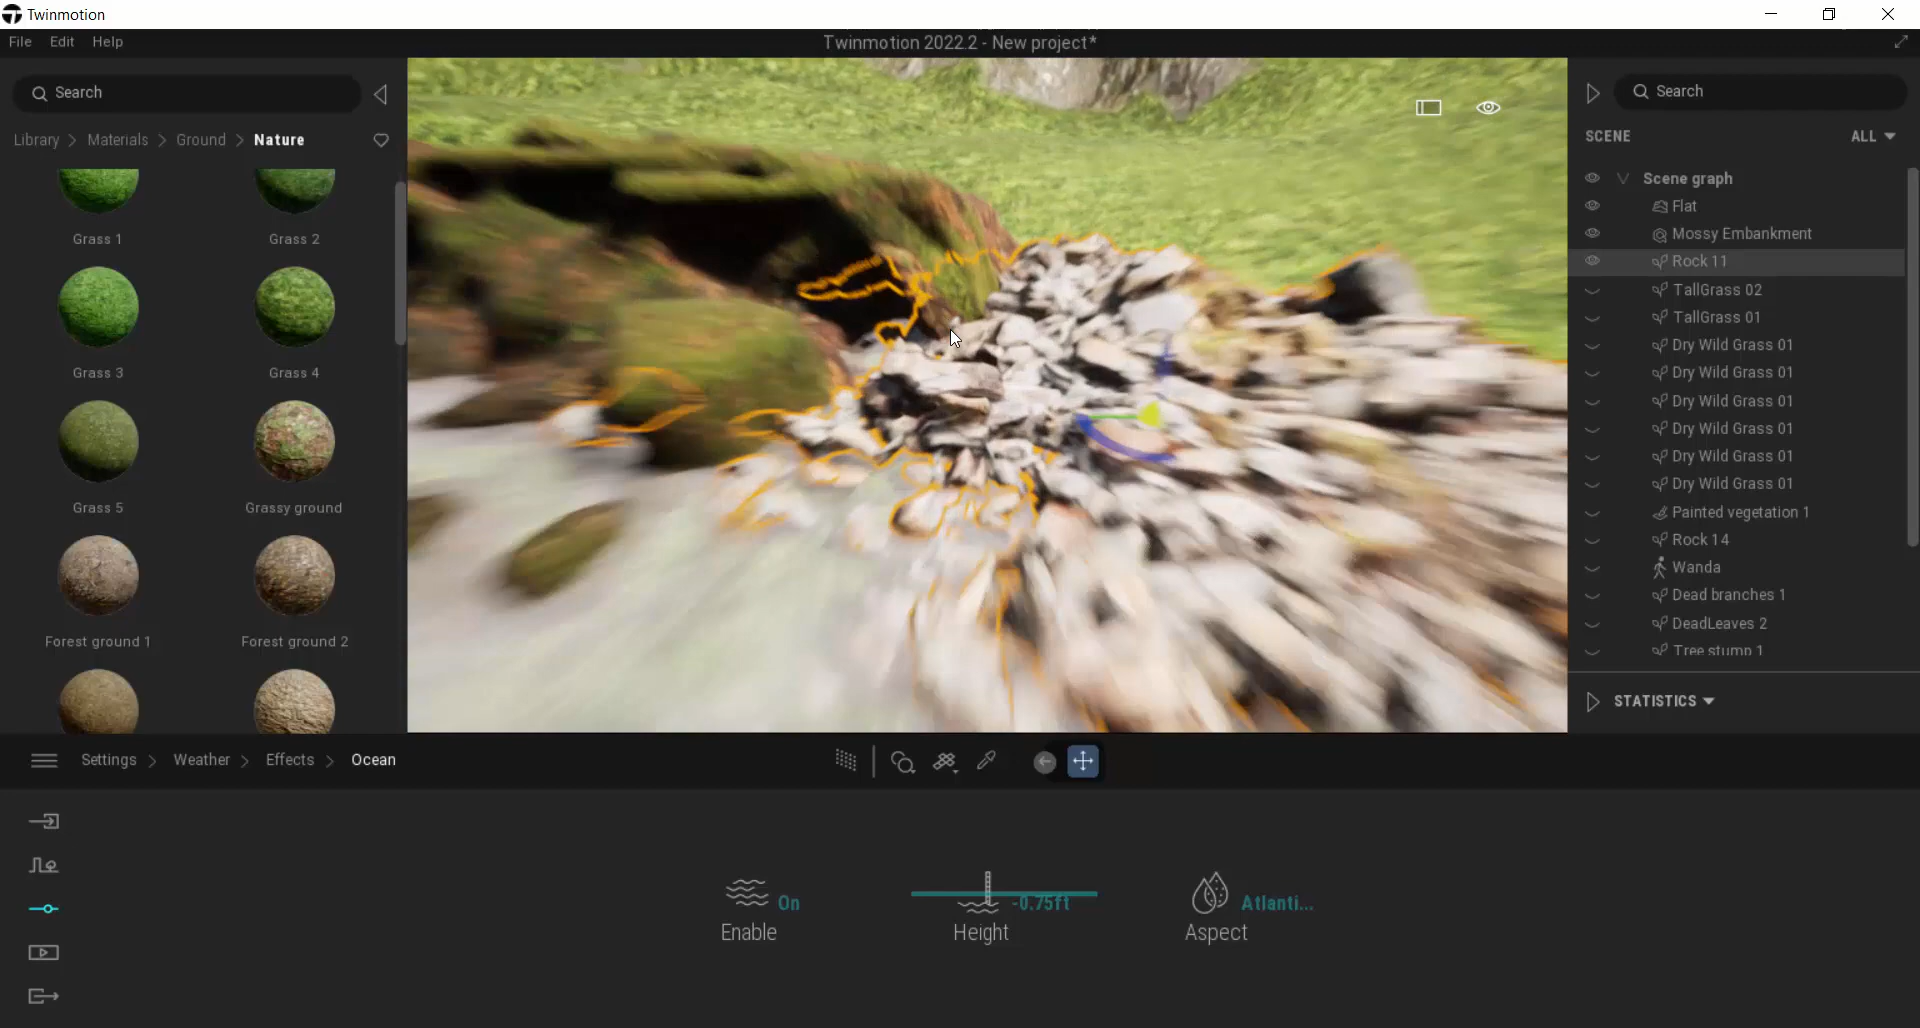 Twinmotion
File Edit Help
Twinmotion 2022.2 - New project*
Search
Library > Materials > Ground > Nature
Grass 1
Grass 2
Grass 3
Grass 4
Grass 5
Grassy ground
Forest ground 1
Forest ground 2
Search
SCENE
ALL
Scene graph
Flat
Mossy Embankment
Rock 11
TallGrass 02
TallGrass 01
Dry Wild Grass 01
Dry Wild Grass 01
Dry Wild Grass 01
Dry Wild Grass 01
Dry Wild Grass 01
Dry Wild Grass 01
Painted vegetation 1
Rock 14
Wanda
Dead branches 1
DeadLeaves 2
Tree stump 1
STATISTICS
Settings > Weather > Effects > Ocean
On
Enable
-0.75ft
Height
Atlanti...
Aspect